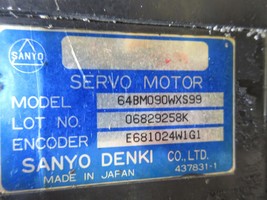 SANYO
SERVO MOTOR
MODEL 64BM090WXS99
LOT NO. 06829258K
ENCODER E681024W1G1
SANYO DENKI CO.,LTD.
MADE IN JAPAN 437831-1